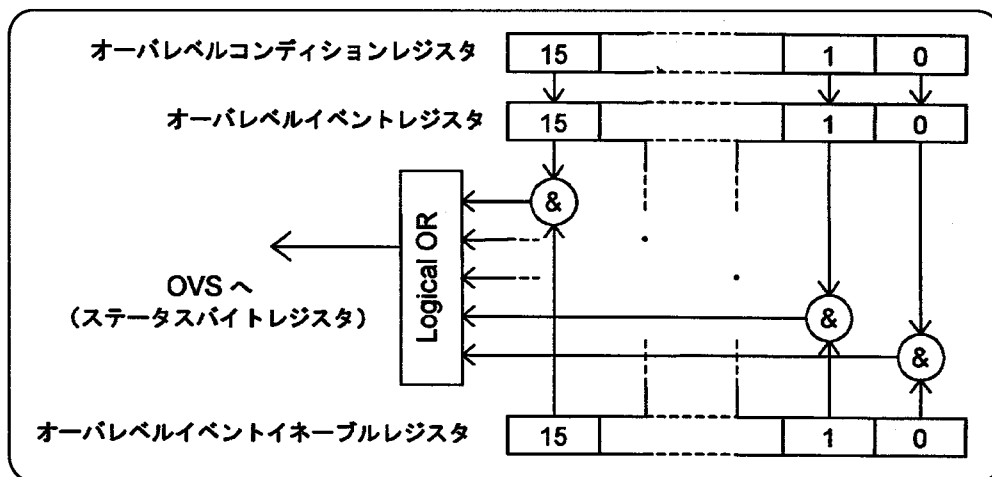 オーバレベルコンディションレジスタ 15 1 0
オーバレベルイベントレジスタ 15 1 0
&
Logical OR
OVS へ
(ステータスバイトレジスタ)
&
&
オーバレベルイベントイネーブルレジスタ 15 1 0